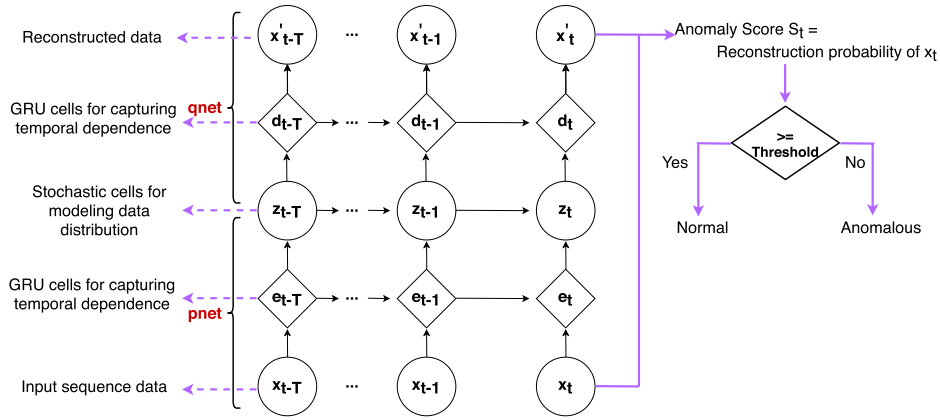 x't-T ... x't-1 x't
Reconstructed data
Anomaly Score St =
Reconstruction probability of xt
GRU cells for capturing
temporal dependence
qnet
dt-T ... dt-1 dt
>=
Threshold
Yes
No
Normal
Anomalous
Stochastic cells for
modeling data
distribution
zt-T ... zt-1 zt
GRU cells for capturing
temporal dependence
pnet
et-T ... et-1 et
Input sequence data
xt-T ... xt-1 xt